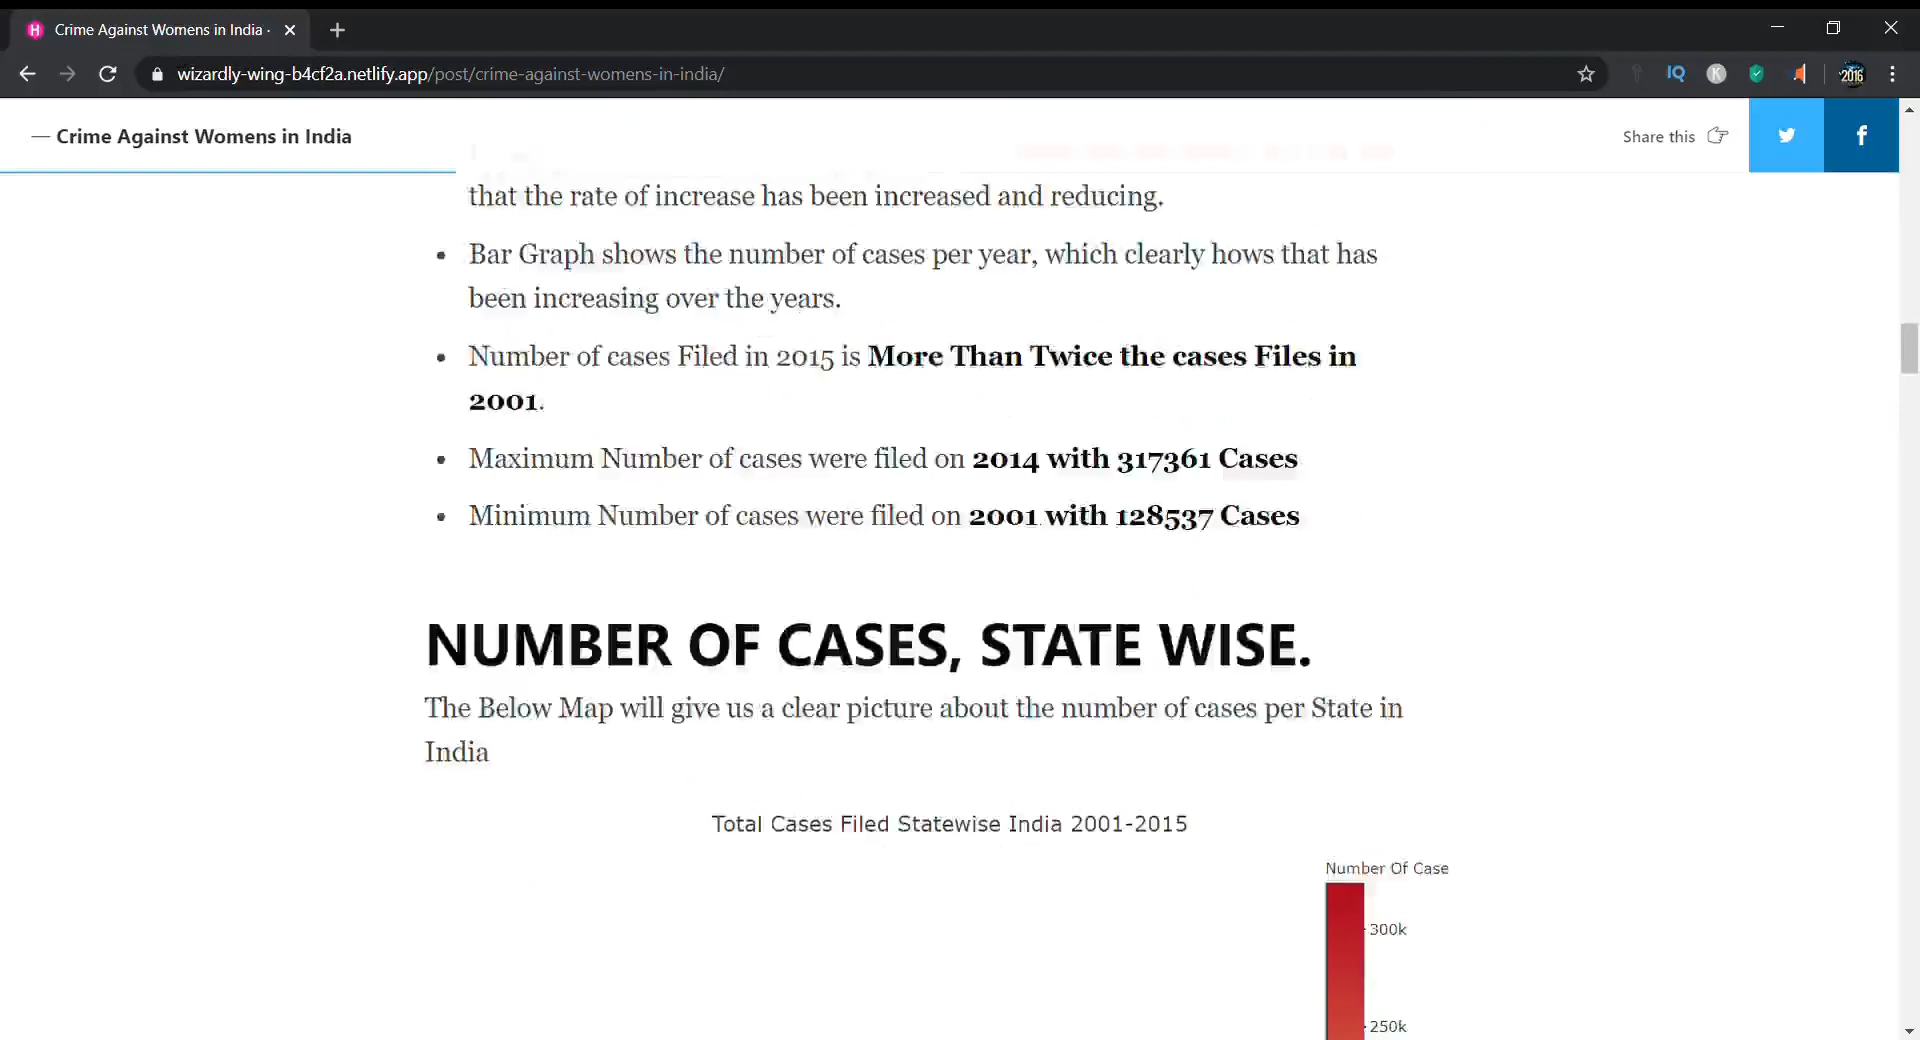 Crime Against Womens in India ·
wizardly-wing-b4cf2a.netlify.app/post/crime-against-womens-in-india/
IQ
K
2016
— Crime Against Womens in India
Share this
that the rate of increase has been increased and reducing.
• Bar Graph shows the number of cases per year, which clearly hows that has
been increasing over the years.
• Number of cases Filed in 2015 is More Than Twice the cases Files in
2001.
• Maximum Number of cases were filed on 2014 with 317361 Cases
• Minimum Number of cases were filed on 2001 with 128537 Cases
NUMBER OF CASES, STATE WISE.
The Below Map will give us a clear picture about the number of cases per State in
India
Total Cases Filed Statewise India 2001-2015
Number Of Case
300k
250k